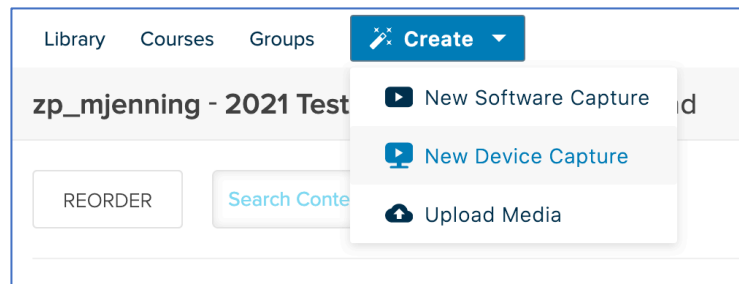 Library Courses Groups Create
New Software Capture
zp_mjenning - 2021 Test
New Device Capture
REORDER Search Conte
Upload Media